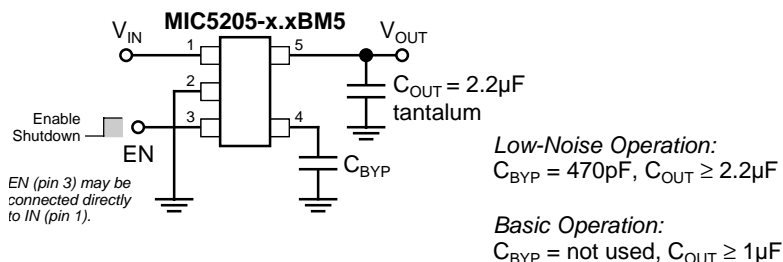 MIC5205-x.xBM5
VIN
VOUT
1
5
2
COUT = 2.2µF
tantalum
Enable
Shutdown
3
4
EN
CBYP
EN (pin 3) may be
connected directly
to IN (pin 1).
Low-Noise Operation:
CBYP = 470pF, COUT ≥ 2.2µF
Basic Operation:
CBYP = not used, COUT ≥ 1µF